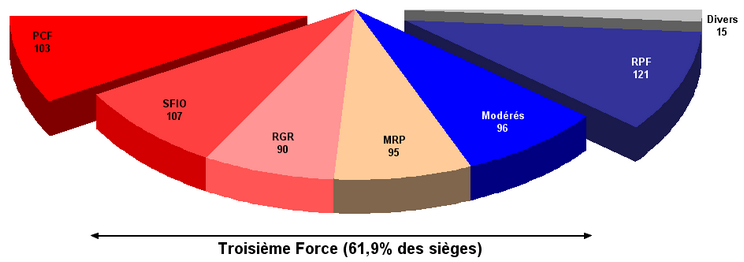 PCF
103
SFIO
107
RGR
90
MRP
95
Modérés
96
RPF
121
Divers
15
Troisième Force (61,9% des sièges)